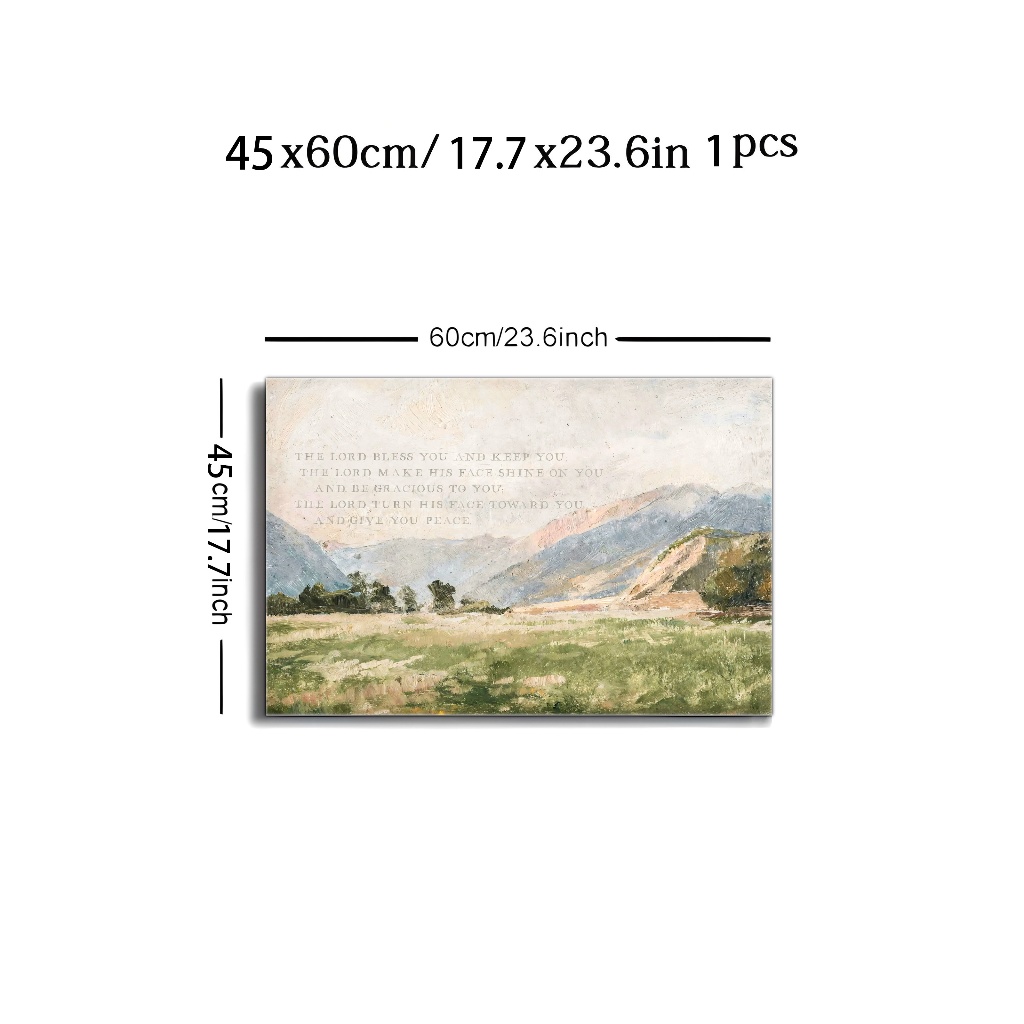 45x60cm/ 17.7x23.6in 1pcs
60cm/23.6inch
45cm/17.7inch
THE LORD BLESS YOU AND KEEP YOU,
THE LORD MAKE HIS FACE SHINE ON YOU
AND BE GRACIOUS TO YOU;
THE LORD TURN HIS FACE TOWARD YOU,
AND GIVE YOU PEACE.